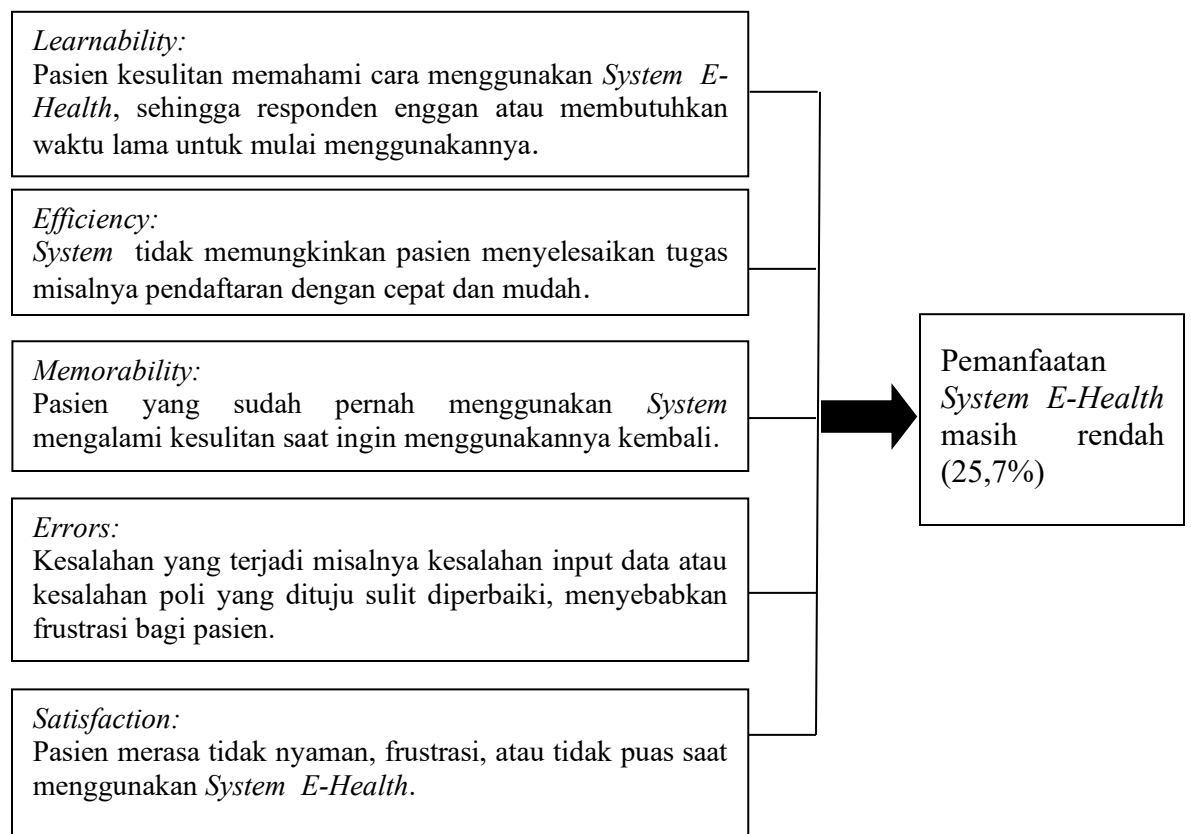 Learnability:
Pasien kesulitan memahami cara menggunakan System E-
Health, sehingga responden enggan atau membutuhkan
waktu lama untuk mulai menggunakannya.
Efficiency:
System tidak memungkinkan pasien menyelesaikan tugas
misalnya pendaftaran dengan cepat dan mudah.
Memorability:
Pasien yang sudah pernah menggunakan System
mengalami kesulitan saat ingin menggunakannya kembali.
Errors:
Kesalahan yang terjadi misalnya kesalahan input data atau
kesalahan poli yang dituju sulit diperbaiki, menyebabkan
frustrasi bagi pasien.
Satisfaction:
Pasien merasa tidak nyaman, frustrasi, atau tidak puas saat
menggunakan System E-Health.
Pemanfaatan
System E-Health
masih rendah
(25,7%)